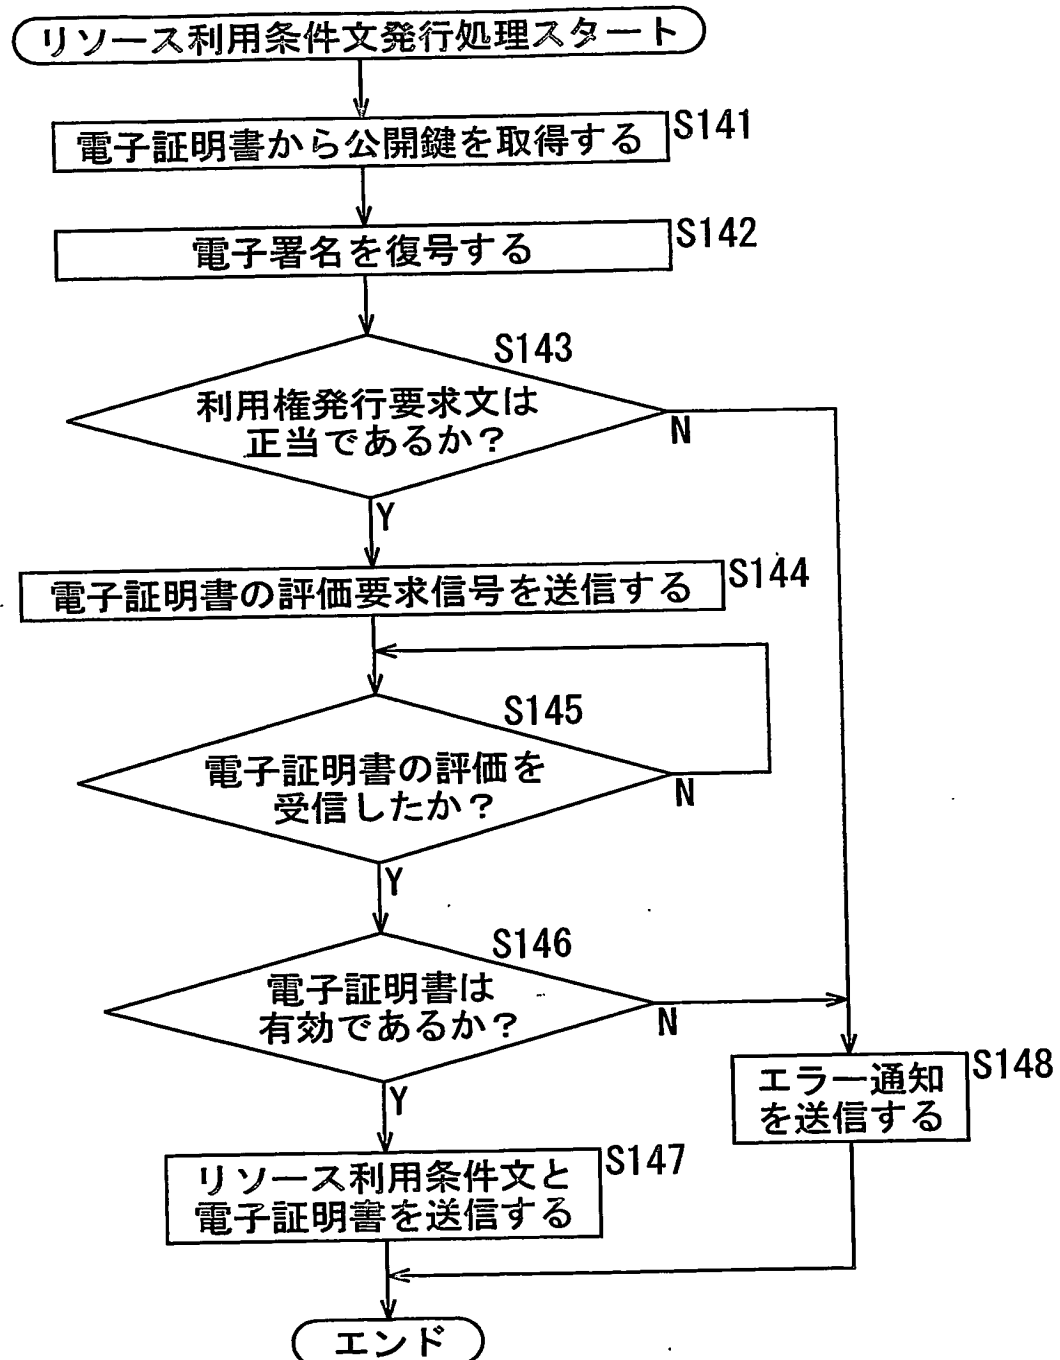 リソース利用条件文発行処理スタート
電子証明書から公開鍵を取得する
S141
電子署名を復号する
S142
S143
利用権発行要求文は
正当であるか？
N
Y
電子証明書の評価要求信号を送信する
S144
S145
電子証明書の評価を
受信したか？
N
Y
S146
電子証明書は
有効であるか？
N
Y
エラー通知
を送信する
S148
リソース利用条件文と
電子証明書を送信する
S147
エンド